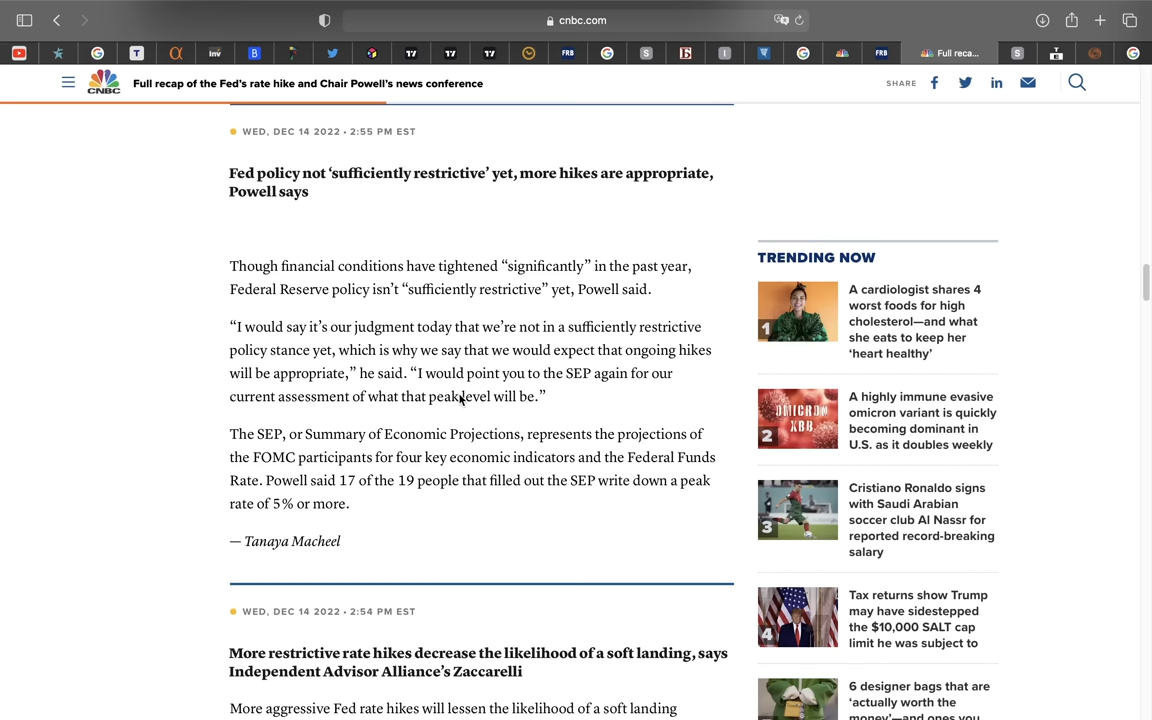 cnbc.com
T
α
Inv
B
FRB
G
S
Б
I
G
FRB
Full reca...
S
G
CNBC
Full recap of the Fed's rate hike and Chair Powell's news conference
SHARE
WED, DEC 14 2022 • 2:55 PM EST
Fed policy not ‘sufficiently restrictive’ yet, more hikes are appropriate,
Powell says
Though financial conditions have tightened “significantly” in the past year,
Federal Reserve policy isn’t “sufficiently restrictive” yet, Powell said.
“I would say it’s our judgment today that we’re not in a sufficiently restrictive
policy stance yet, which is why we say that we would expect that ongoing hikes
will be appropriate,” he said. “I would point you to the SEP again for our
current assessment of what that peak level will be.”
The SEP, or Summary of Economic Projections, represents the projections of
the FOMC participants for four key economic indicators and the Federal Funds
Rate. Powell said 17 of the 19 people that filled out the SEP write down a peak
rate of 5% or more.
— Tanaya Macheel
WED, DEC 14 2022 • 2:54 PM EST
More restrictive rate hikes decrease the likelihood of a soft landing, says
Independent Advisor Alliance’s Zaccarelli
More aggressive Fed rate hikes will lessen the likelihood of a soft landing
TRENDING NOW
1
A cardiologist shares 4
worst foods for high
cholesterol—and what
she eats to keep her
‘heart healthy’
OMICRON
XBB
2
A highly immune evasive
omicron variant is quickly
becoming dominant in
U.S. as it doubles weekly
3
Cristiano Ronaldo signs
with Saudi Arabian
soccer club Al Nassr for
reported record-breaking
salary
4
Tax returns show Trump
may have sidestepped
the $10,000 SALT cap
limit he was subject to
6 designer bags that are
‘actually worth the
money’—and ones you